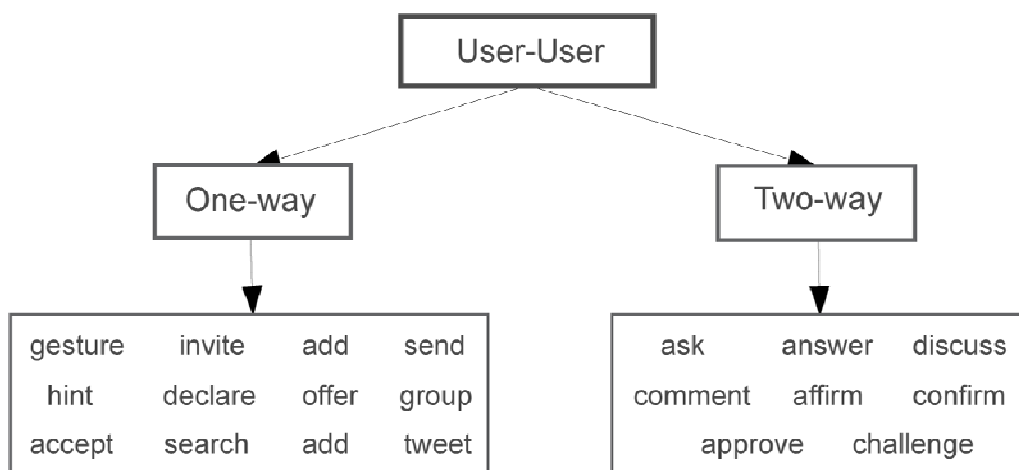 User-User
One-way
Two-way
gesture invite add send
hint declare offer group
accept search add tweet
ask answer discuss
comment affirm confirm
approve challenge